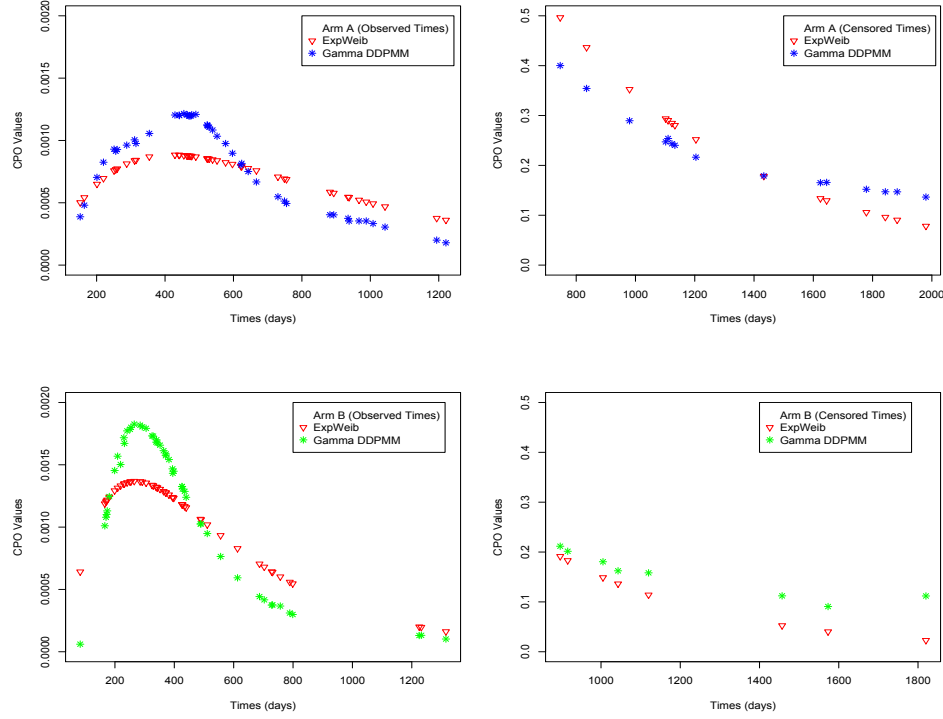 Arm A (Observed Times)
ExpWeib
Gamma DDPMM
CPO Values
0.0000
0.0005
0.0010
0.0015
0.0020
200 400 600 800 1000 1200
Times (days)
Arm A (Censored Times)
ExpWeib
Gamma DDPMM
CPO Values
0.0
0.1
0.2
0.3
0.4
0.5
800 1000 1200 1400 1600 1800 2000
Times (days)
Arm B (Observed Times)
ExpWeib
Gamma DDPMM
CPO Values
0.0000
0.0005
0.0010
0.0015
0.0020
200 400 600 800 1000 1200
Times (days)
Arm B (Censored Times)
ExpWeib
Gamma DDPMM
CPO Values
0.0
0.1
0.2
0.3
0.4
0.5
1000 1200 1400 1600 1800
Times (days)